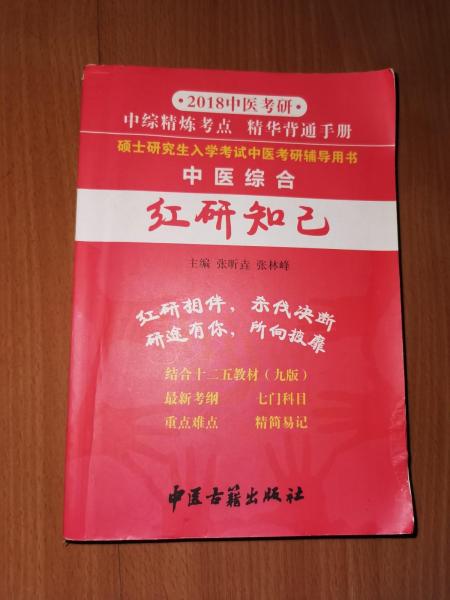 ·2018中医考研·
中综精炼考点 精华背通手册
硕士研究生入学考试中医考研辅导用书
中医综合
红研知己
主编 张昕垚 张林峰
红研相伴，杀伐决断
研途有你，所向披靡
结合十二五教材（九版）
最新考纲 七门科目
重点难点 精简易记
中医古籍出版社